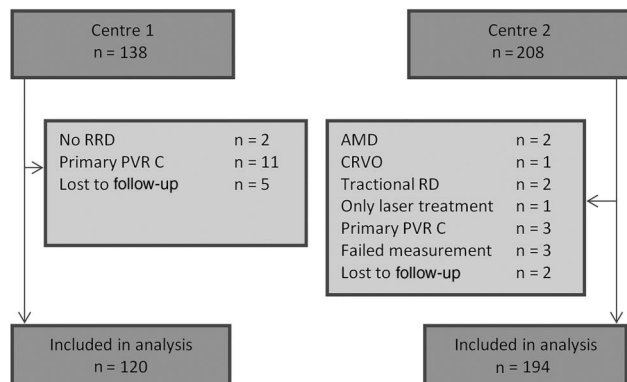 Centre 1
n = 138
Centre 2
n = 208
No RRD n = 2
Primary PVR C n = 11
Lost to follow-up n = 5
AMD n = 2
CRVO n = 1
Tractional RD n = 2
Only laser treatment n = 1
Primary PVR C n = 3
Failed measurement n = 3
Lost to follow-up n = 2
Included in analysis
n = 120
Included in analysis
n = 194